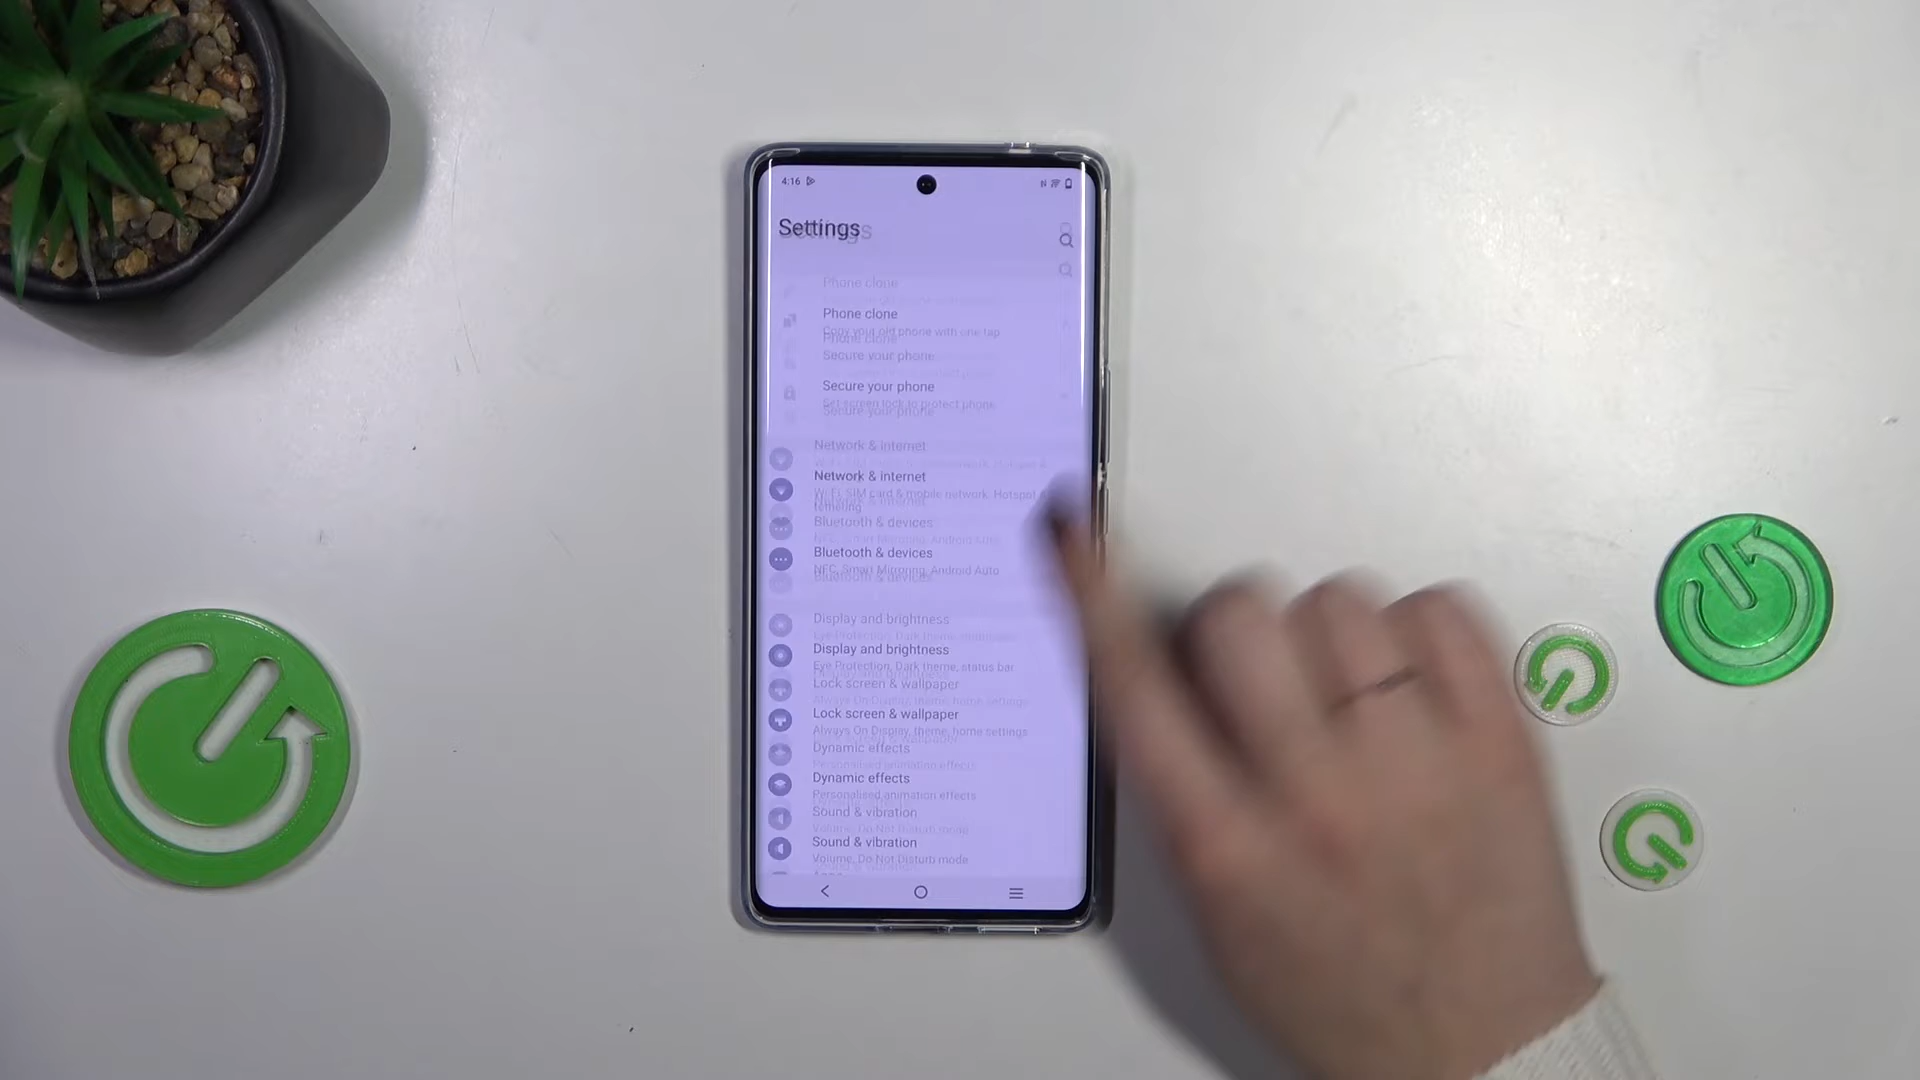 4:16
Settings
Phone clone
Copy your old phone with one tap
Secure your phone
Set screen lock to protect phone
Network & internet
Wi-Fi, SIM card & mobile network, Hotspot &
tethering
Bluetooth & devices
NFC, Smart Mirroring, Android Auto
Display and brightness
Eye Protection, Dark theme, status bar
Lock screen & wallpaper
Always On Display, theme, home settings
Dynamic effects
Personalised animation effects
Sound & vibration
Volume, Do Not Disturb mode